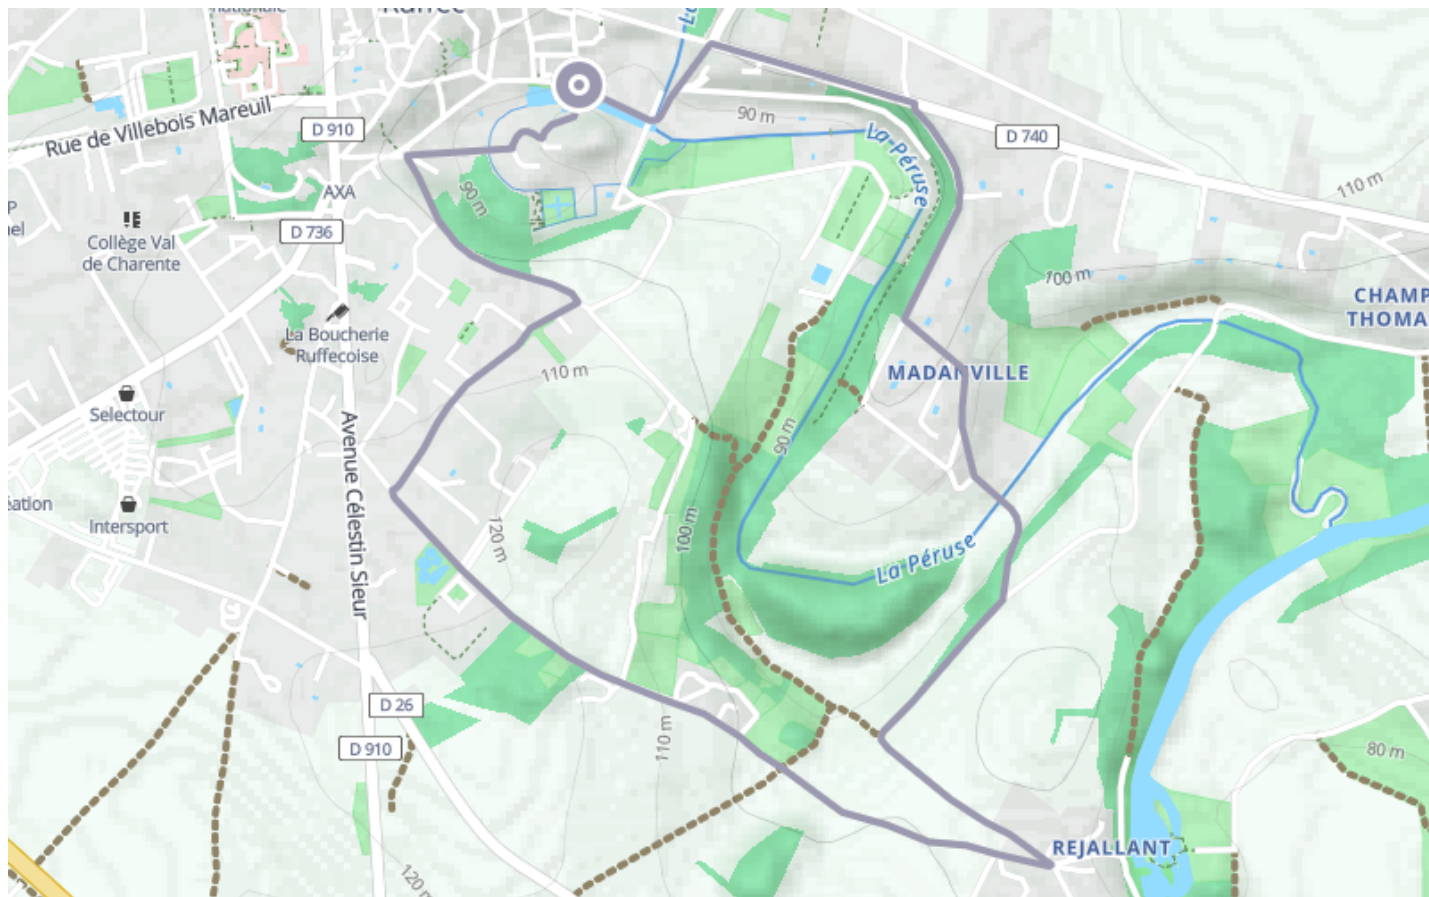 Rue de Villebois Mareuil
D 910
90 m
La Péruse
D 740
110 m
AXA
90 m
Collège Val
de Charente
D 736
100 m
CHAMP
THOMA
La Boucherie
Ruffecoise
110 m
MADANVILLE
Selectour
Avenue Célestin Sieur
90 m
Intersport
120 m
100 m
La Péruse
D 26
D 910
110 m
80 m
REJALLANT
120 m